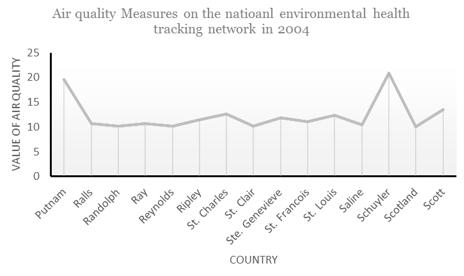 Air quality Measures on the natioanl environmental health
tracking network in 2004
VALUE OF AIR QUALITY
25
20
15
10
5
0
Putnam
Ralls
Randolph
Ray
Reynolds
Ripley
St. Charles
St. Clair
Ste. Genevieve
St. Francois
St. Louis
Saline
Schuyler
Scotland
Scott
COUNTRY